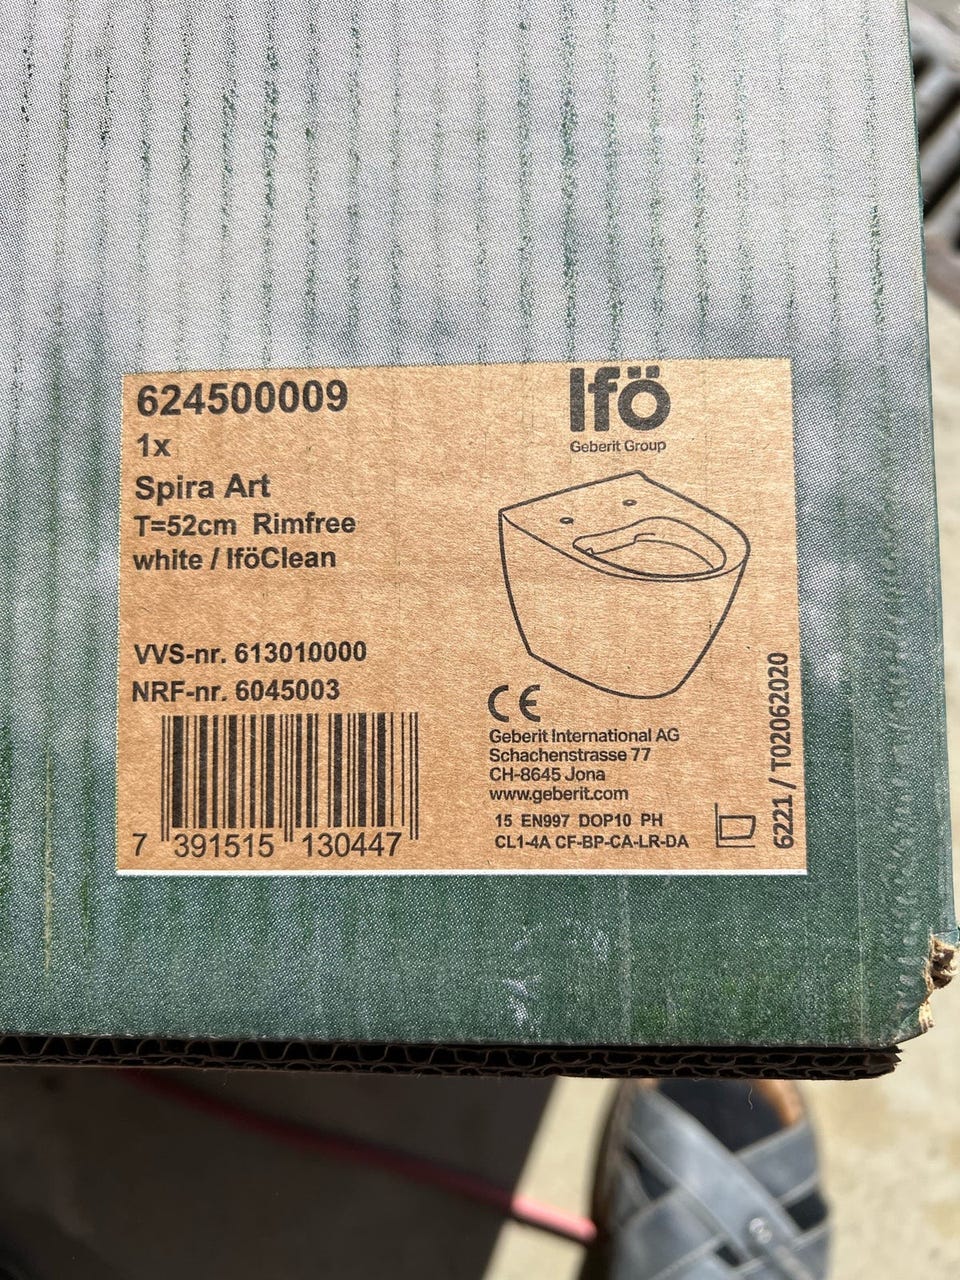 624500009
1x
Spira Art
T=52cm Rimfree
white / IföClean
VVS-nr. 613010000
NRF-nr. 6045003
7 391515 130447
Ifö
Geberit Group
CE
Geberit International AG
Schachenstrasse 77
CH-8645 Jona
www.geberit.com
15 EN997 DOP10 PH
CL1-4A CF-BP-CA-LR-DA
6221 / T02062020